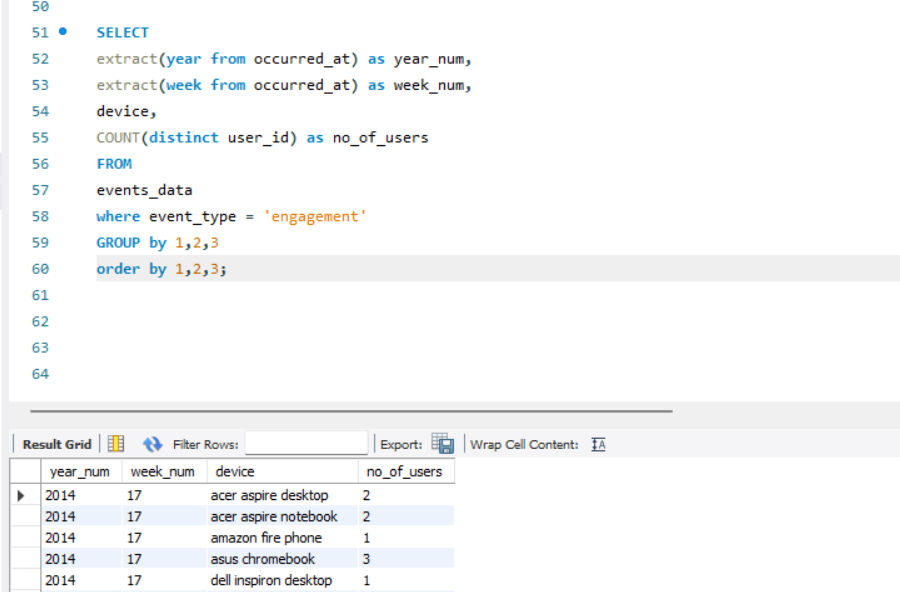 50
51 SELECT
52 extract(year from occurred_at) as year_num,
53 extract(week from occurred_at) as week_num,
54 device,
55 COUNT(distinct user_id) as no_of_users
56 FROM
57 events_data
58 where event_type = 'engagement'
59 GROUP by 1,2,3
60 order by 1,2,3;
61
62
63
64
Result Grid Filter Rows: Export: Wrap Cell Content: IA
year_num week_num device no_of_users
2014 17 acer aspire desktop 2
2014 17 acer aspire notebook 2
2014 17 amazon fire phone 1
2014 17 asus chromebook 3
2014 17 dell inspiron desktop 1